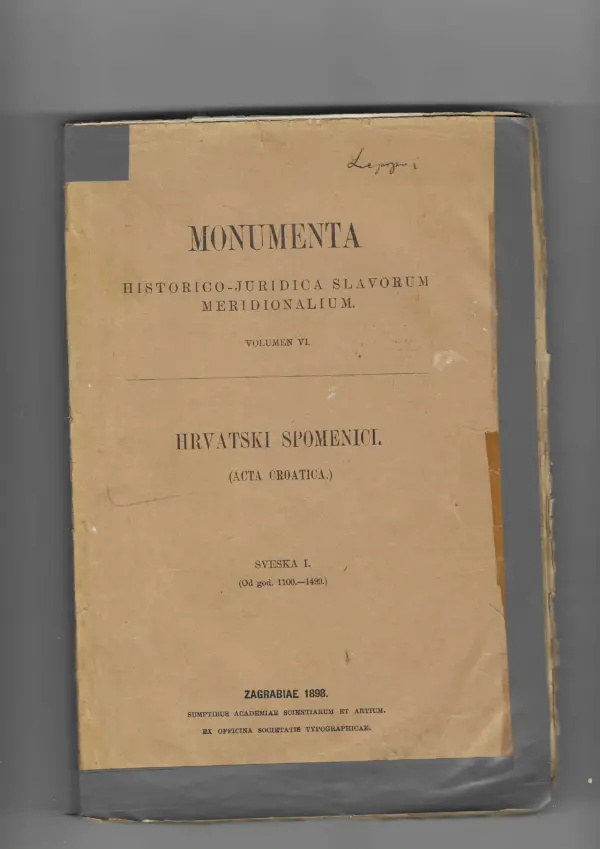 MONUMENTA
HISTORICO-JURIDICA SLAVORUM
MERIDIONALIUM.
VOLUMEN VI.
HRVATSKI SPOMENICI.
(ACTA CROATICA.)
SVESKA I.
(Od god. 1100.—1499.)
ZAGRABIAE 1898.
SUMPTIBUS ACADEMIAE SCIENTIARUM ET ARTIUM.
EX OFFICINA SOCIETATIS TYPOGRAPHICAE.